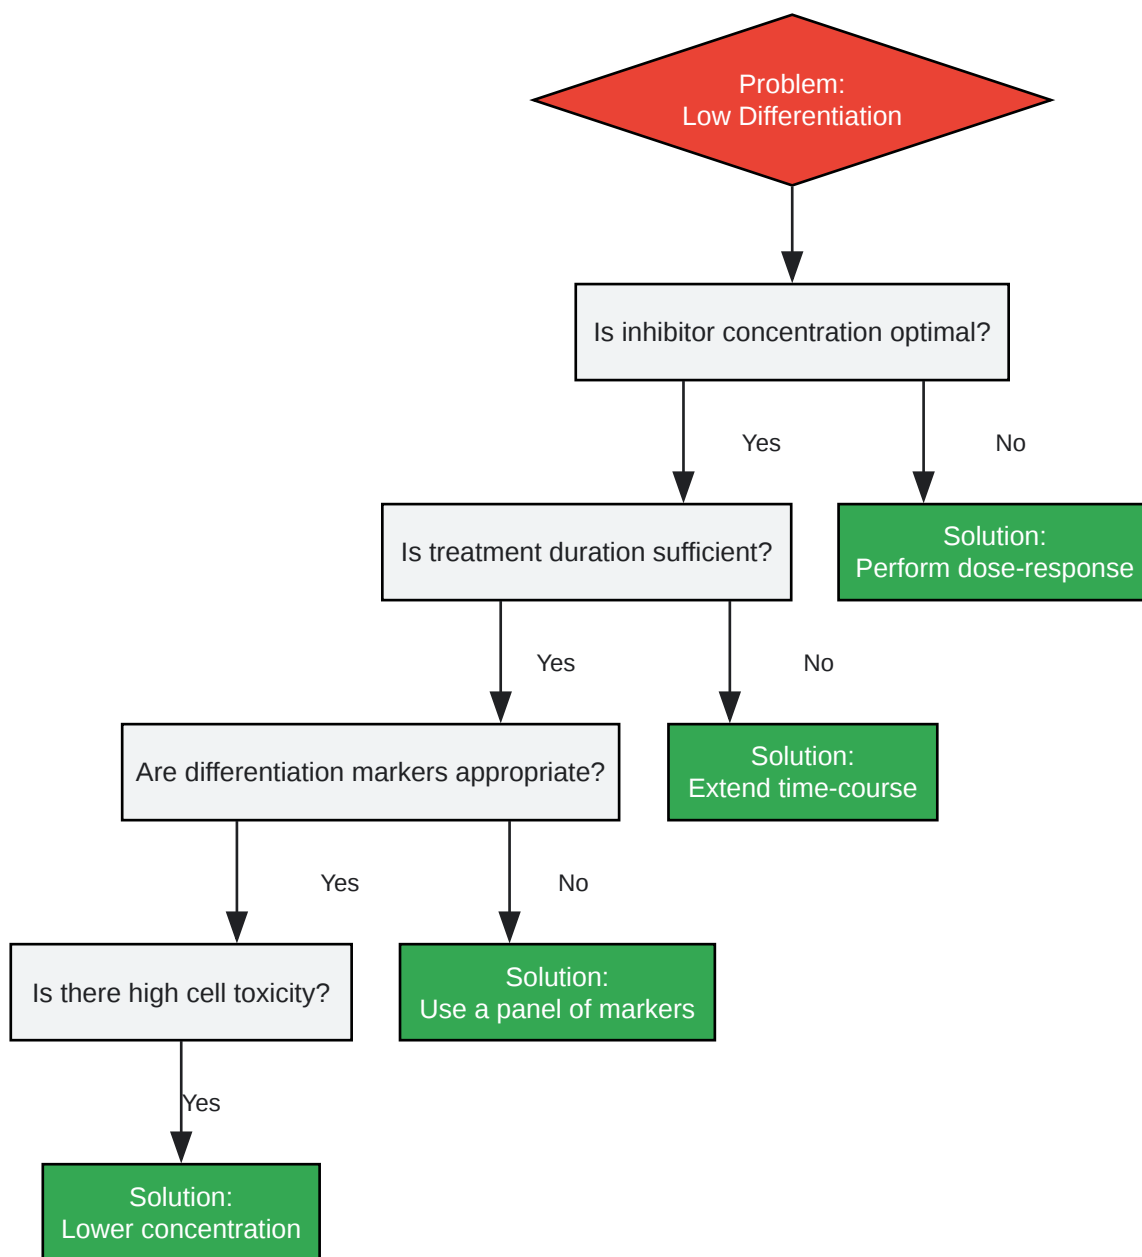 Problem:
Low Differentiation
Is inhibitor concentration optimal?
Yes
No
Is treatment duration sufficient?
Solution:
Perform dose-response
Yes
No
Are differentiation markers appropriate?
Solution:
Extend time-course
Yes
No
Is there high cell toxicity?
Solution:
Use a panel of markers
Yes
Solution:
Lower concentration